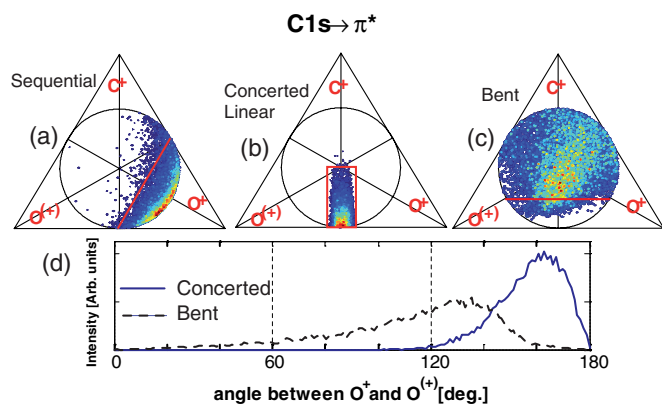 C1s→π*
Sequential
Concerted
Linear
Bent
C+
C+
C+
(a)
(b)
(c)
O(+)
O+
O(+)
O+
O(+)
O+
(d)
Intensity [Arb. units]
Concerted
Bent
0
60
120
180
angle between O+ and O(+)[deg.]